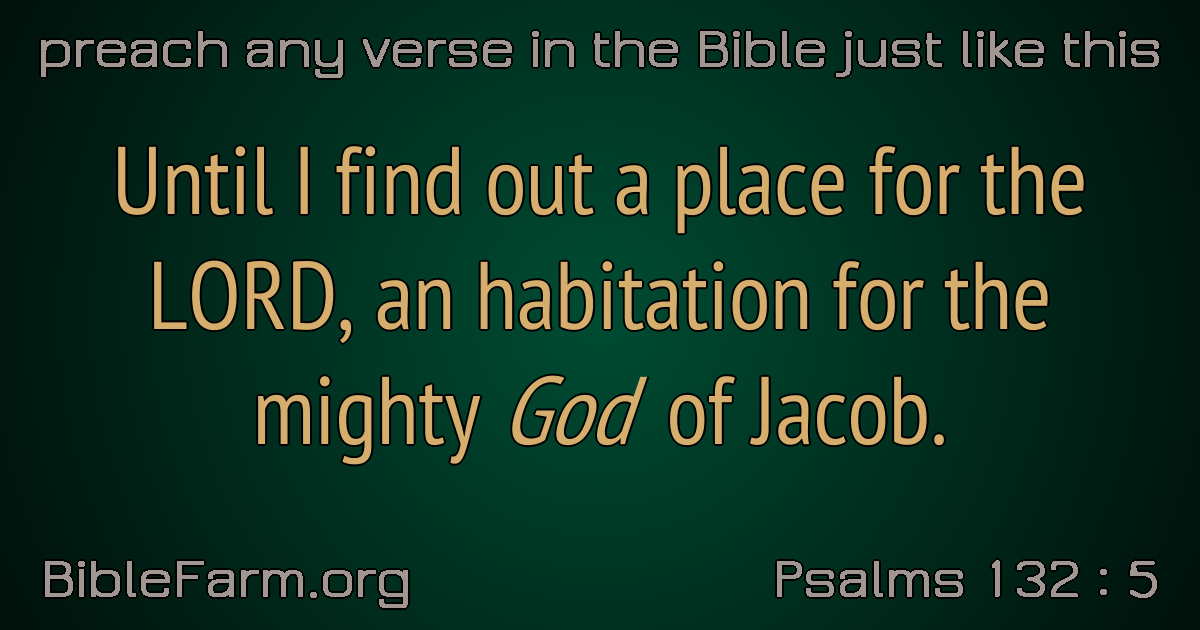 preach any verse in the Bible just like this
Until I find out a place for the
LORD, an habitation for the
mighty God of Jacob.
BibleFarm.org
Psalms 132 : 5